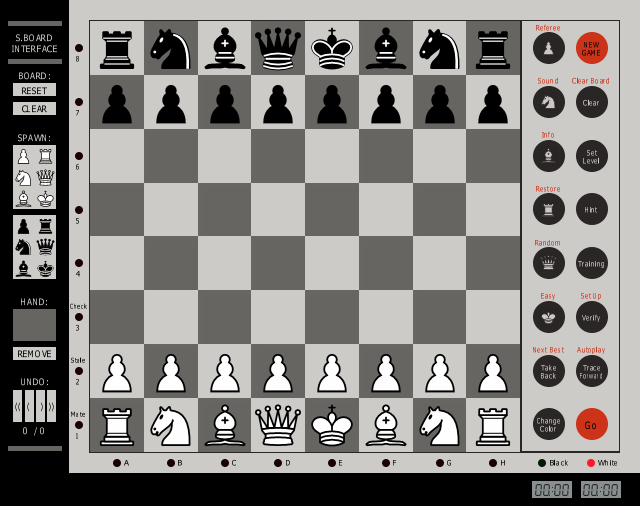 S.BOARD
INTERFACE
BOARD:
RESET
CLEAR
SPAWN:
HAND:
REMOVE
UNDO:
⟨⟨ ⟨ ⟩ ⟩⟩
0 / 0
8
7
6
5
4
Check
3
Stale
2
Mate
1
A B C D E F G H
Referee
NEW
GAME
Sound Clear Board
Clear
Info
Set
Level
Restore
Hint
Random
Training
Easy Set Up
Verify
Next Best Autoplay
Take
Back
Trace
Forward
Change
Color
Go
Black White
00:00 00:00